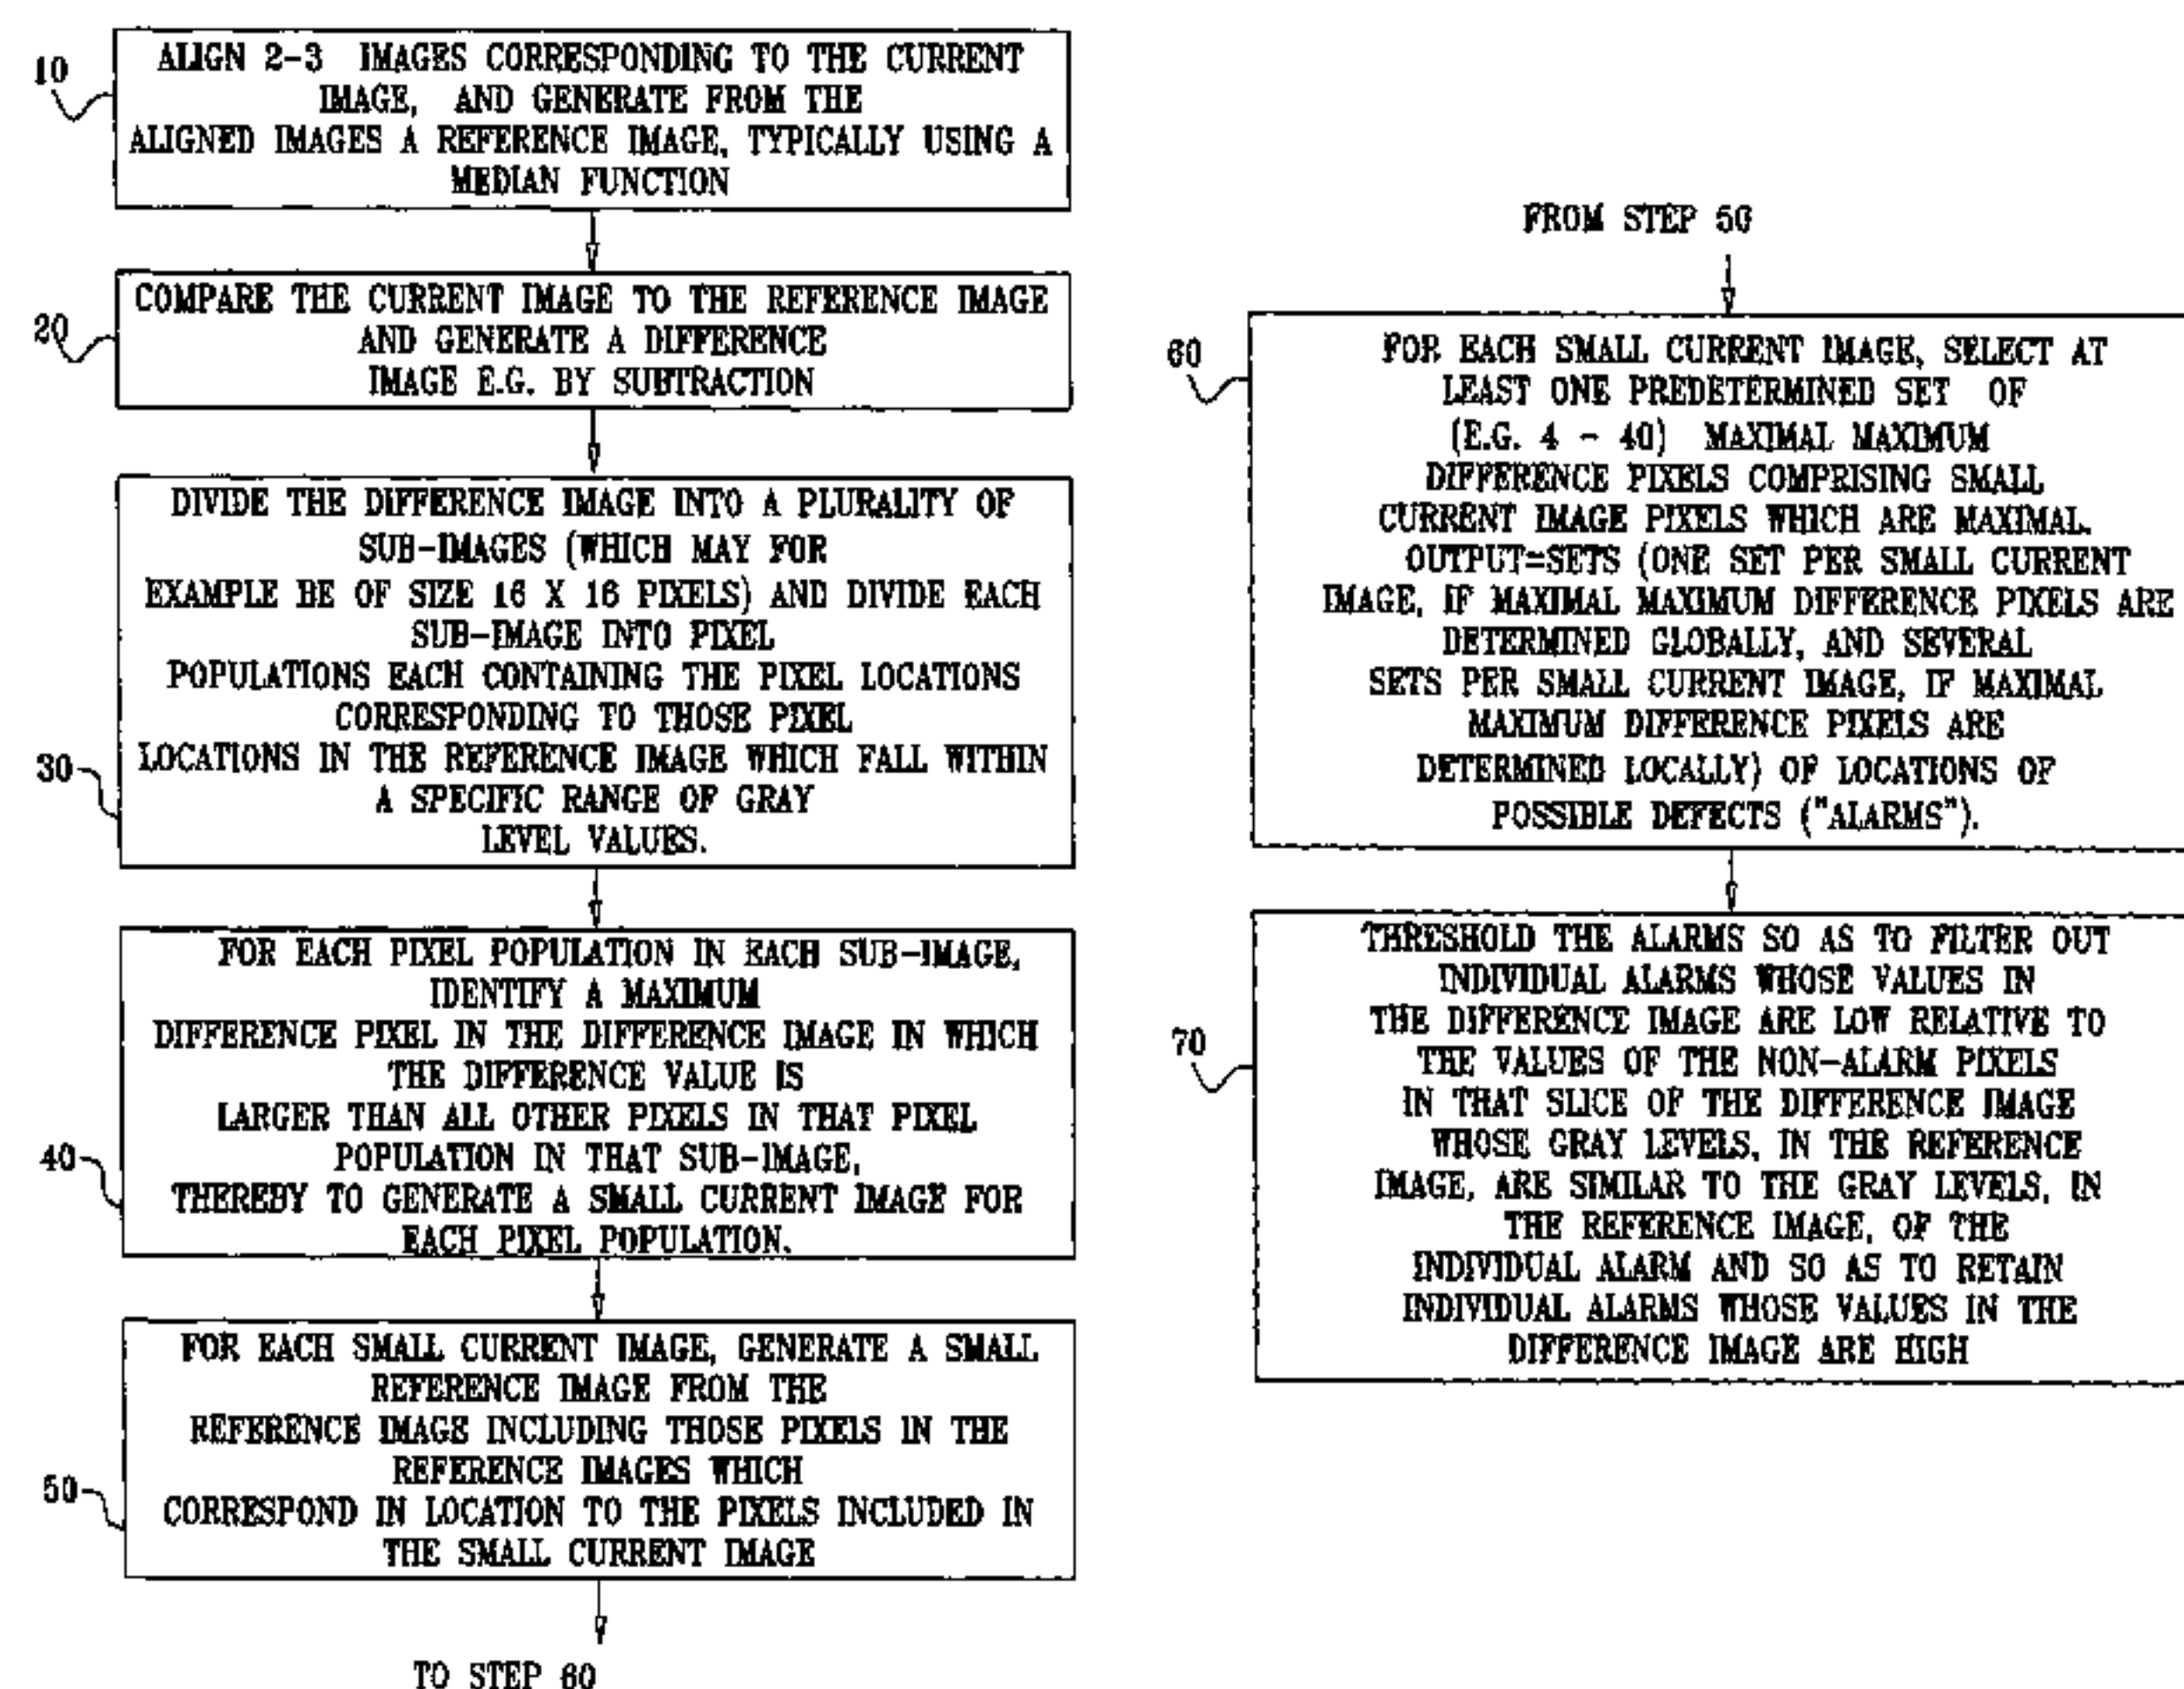 10
ALIGN 2-3 IMAGES CORRESPONDING TO THE CURRENT
IMAGE, AND GENERATE FROM THE
ALIGNED IMAGES A REFERENCE IMAGE, TYPICALLY USING A
MEDIAN FUNCTION
20
COMPARE THE CURRENT IMAGE TO THE REFERENCE IMAGE
AND GENERATE A DIFFERENCE
IMAGE E.G. BY SUBTRACTION
30
DIVIDE THE DIFFERENCE IMAGE INTO A PLURALITY OF
SUB-IMAGES (WHICH MAY FOR
EXAMPLE BE OF SIZE 16 X 16 PIXELS) AND DIVIDE EACH
SUB-IMAGE INTO PIXEL
POPULATIONS EACH CONTAINING THE PIXEL LOCATIONS
CORRESPONDING TO THOSE PIXEL
LOCATIONS IN THE REFERENCE IMAGE WHICH FALL WITHIN
A SPECIFIC RANGE OF GRAY
LEVEL VALUES.
40
FOR EACH PIXEL POPULATION IN EACH SUB-IMAGE,
IDENTIFY A MAXIMUM
DIFFERENCE PIXEL IN THE DIFFERENCE IMAGE IN WHICH
THE DIFFERENCE VALUE IS
LARGER THAN ALL OTHER PIXELS IN THAT PIXEL
POPULATION IN THAT SUB-IMAGE,
THEREBY TO GENERATE A SMALL CURRENT IMAGE FOR
EACH PIXEL POPULATION.
50
FOR EACH SMALL CURRENT IMAGE, GENERATE A SMALL
REFERENCE IMAGE FROM THE
REFERENCE IMAGE INCLUDING THOSE PIXELS IN THE
REFERENCE IMAGES WHICH
CORRESPOND IN LOCATION TO THE PIXELS INCLUDED IN
THE SMALL CURRENT IMAGE
TO STEP 60
FROM STEP 50
60
FOR EACH SMALL CURRENT IMAGE, SELECT AT
LEAST ONE PREDETERMINED SET OF
(E.G. 4 - 40) MAXIMAL MAXIMUM
DIFFERENCE PIXELS COMPRISING SMALL
CURRENT IMAGE PIXELS WHICH ARE MAXIMAL.
OUTPUT=SETS (ONE SET PER SMALL CURRENT
IMAGE, IF MAXIMAL MAXIMUM DIFFERENCE PIXELS ARE
DETERMINED GLOBALLY, AND SEVERAL
SETS PER SMALL CURRENT IMAGE, IF MAXIMAL
MAXIMUM DIFFERENCE PIXELS ARE
DETERMINED LOCALLY) OF LOCATIONS OF
POSSIBLE DEFECTS ("ALARMS").
70
THRESHOLD THE ALARMS SO AS TO FILTER OUT
INDIVIDUAL ALARMS WHOSE VALUES IN
THE DIFFERENCE IMAGE ARE LOW RELATIVE TO
THE VALUES OF THE NON-ALARM PIXELS
IN THAT SLICE OF THE DIFFERENCE IMAGE
WHOSE GRAY LEVELS, IN THE REFERENCE
IMAGE, ARE SIMILAR TO THE GRAY LEVELS, IN
THE REFERENCE IMAGE, OF THE
INDIVIDUAL ALARM AND SO AS TO RETAIN
INDIVIDUAL ALARMS WHOSE VALUES IN THE
DIFFERENCE IMAGE ARE HIGH